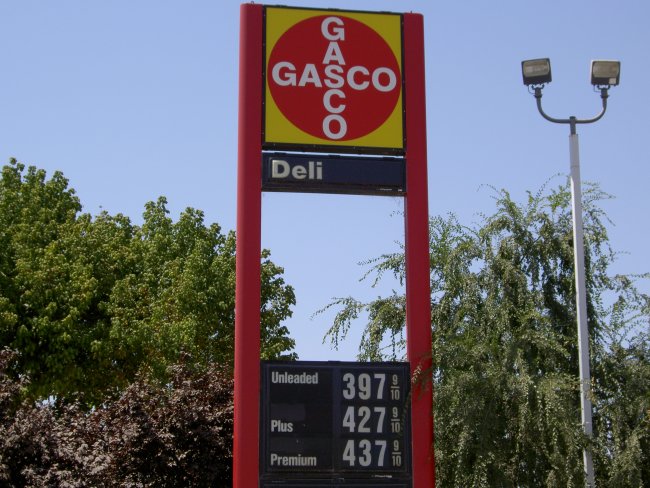 GASCO
GASCO
Deli
Unleaded 397 9/10
Plus 427 9/10
Premium 437 9/10